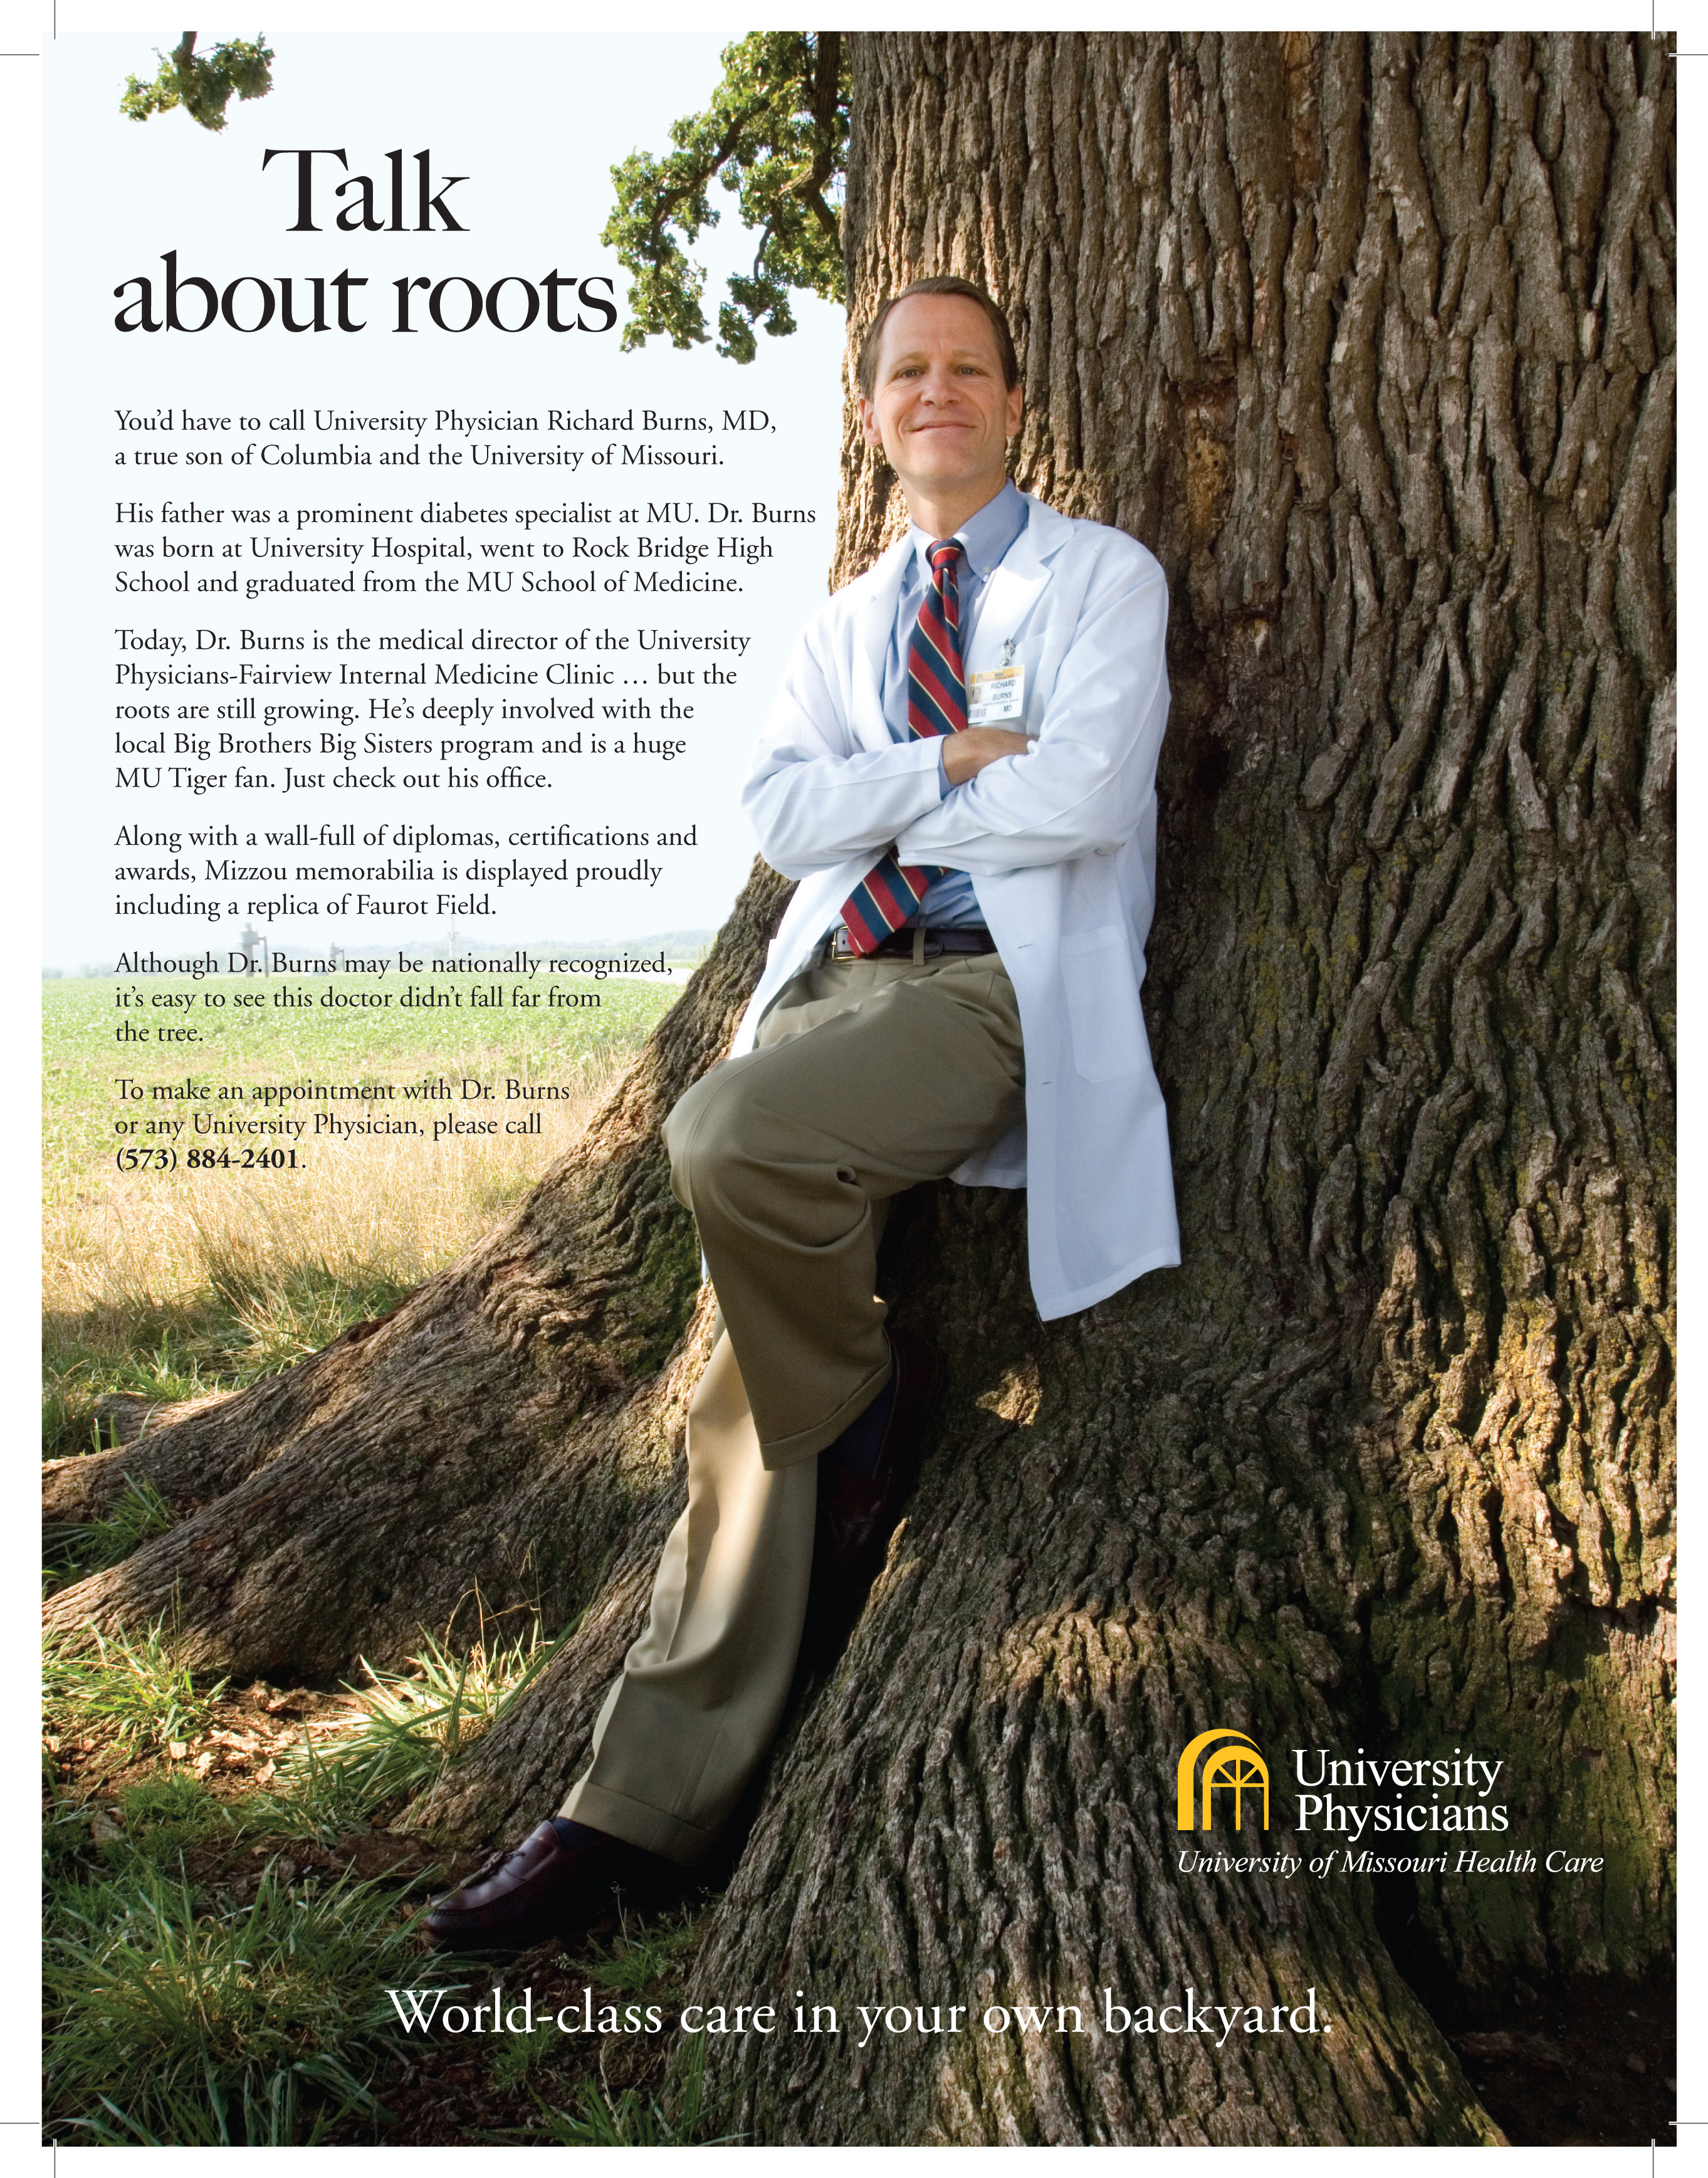 Talk
about roots
You’d have to call University Physician Richard Burns, MD,
a true son of Columbia and the University of Missouri.
His father was a prominent diabetes specialist at MU. Dr. Burns
was born at University Hospital, went to Rock Bridge High
School and graduated from the MU School of Medicine.
Today, Dr. Burns is the medical director of the University
Physicians-Fairview Internal Medicine Clinic … but the
roots are still growing. He’s deeply involved with the
local Big Brothers Big Sisters program and is a huge
MU Tiger fan. Just check out his office.
Along with a wall-full of diplomas, certifications and
awards, Mizzou memorabilia is displayed proudly
including a replica of Faurot Field.
Although Dr. Burns may be nationally recognized,
it’s easy to see this doctor didn’t fall far from
the tree.
To make an appointment with Dr. Burns
or any University Physician, please call
(573) 884-2401.
RICHARD
BURNS
MD
University
Physicians
University of Missouri Health Care
World-class care in your own backyard.